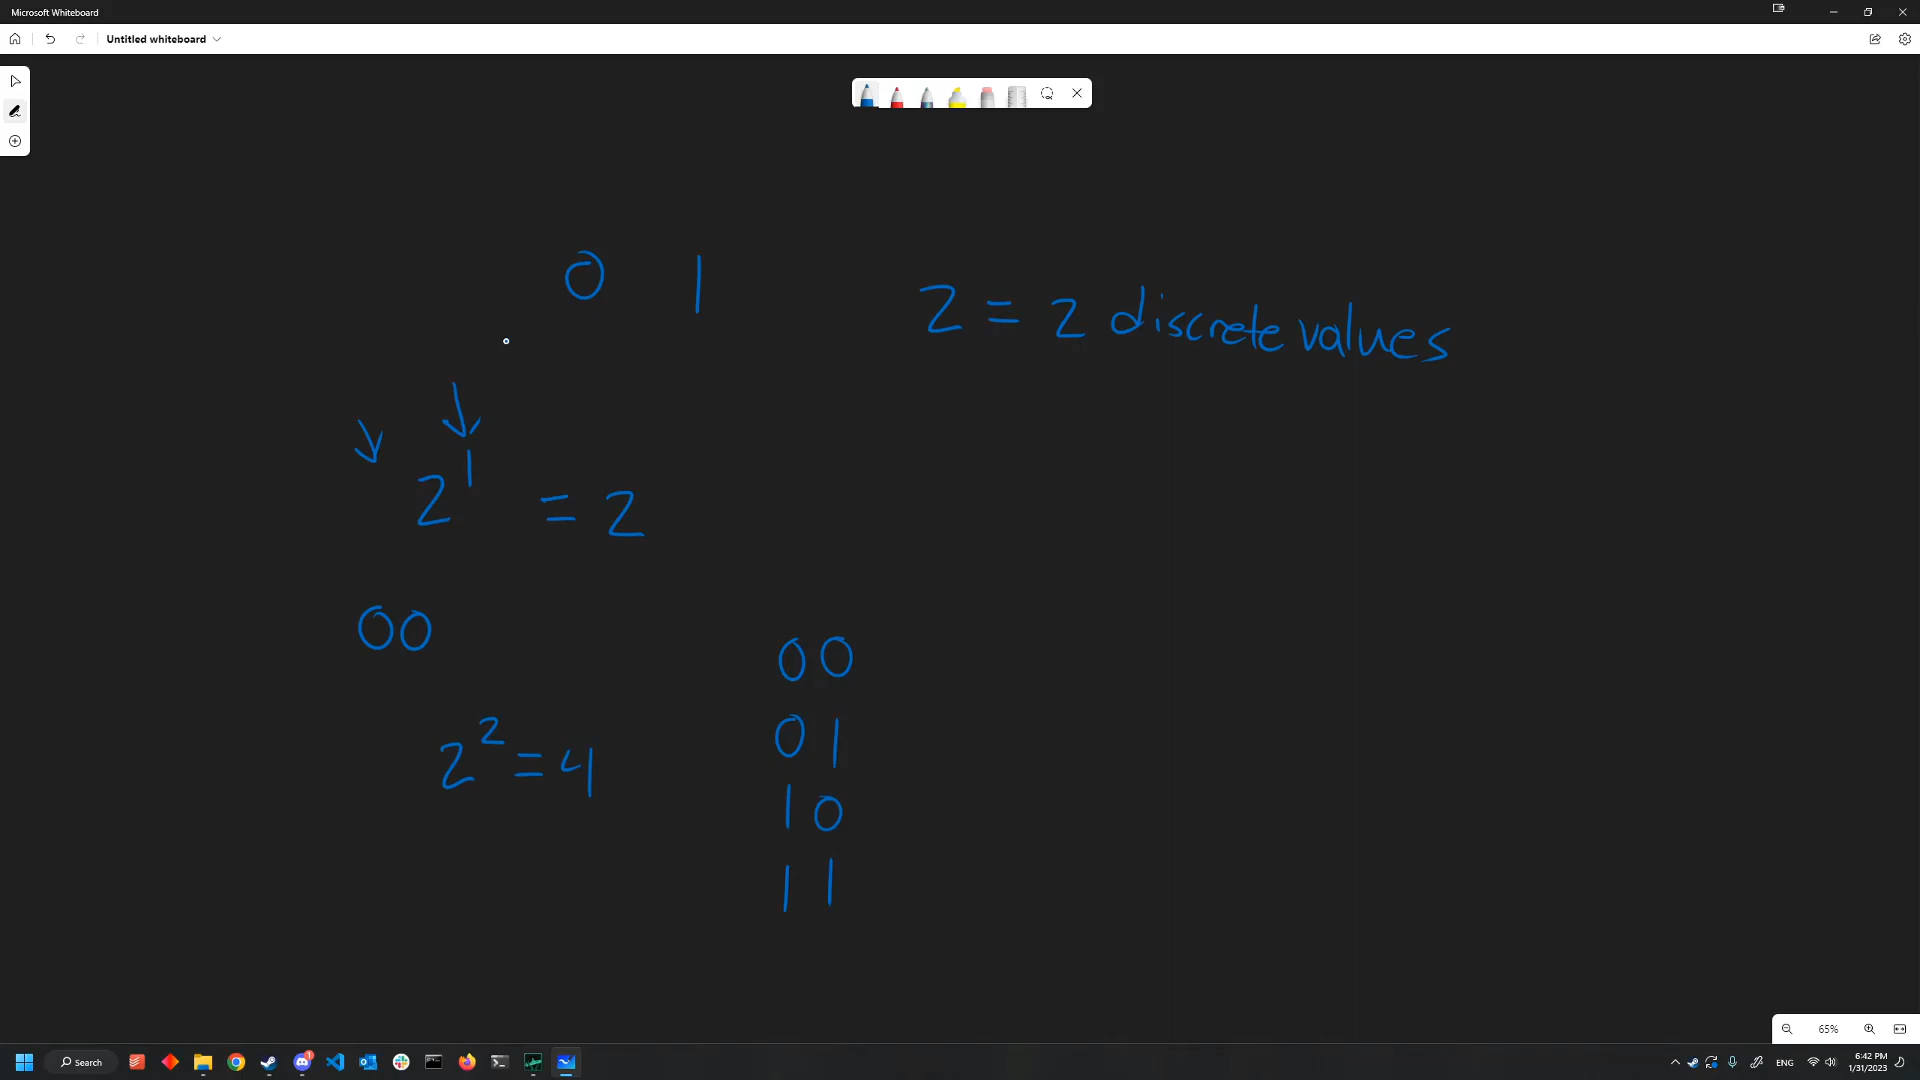 Microsoft Whiteboard
Untitled whiteboard
0 1
2 = 2 discrete values
2¹ = 2
00
00
01
2² = 4
10
11
65%
Search
1
ENG
6:42 PM
1/31/2023